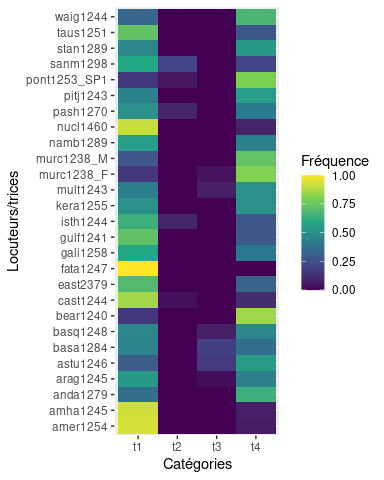 Locuteurs/trices
waig1244
taus1251
stan1289
sanm1298
pont1253_SP1
pitj1243
pash1270
nucl1460
namb1289
murc1238_M
murc1238_F
mult1243
kera1255
isth1244
gulf1241
gali1258
fata1247
east2379
cast1244
bear1240
basq1248
basa1284
astu1246
arag1245
anda1279
amha1245
amer1254
t1 t2 t3 t4
Catégories
Fréquence
1.00
0.75
0.50
0.25
0.00